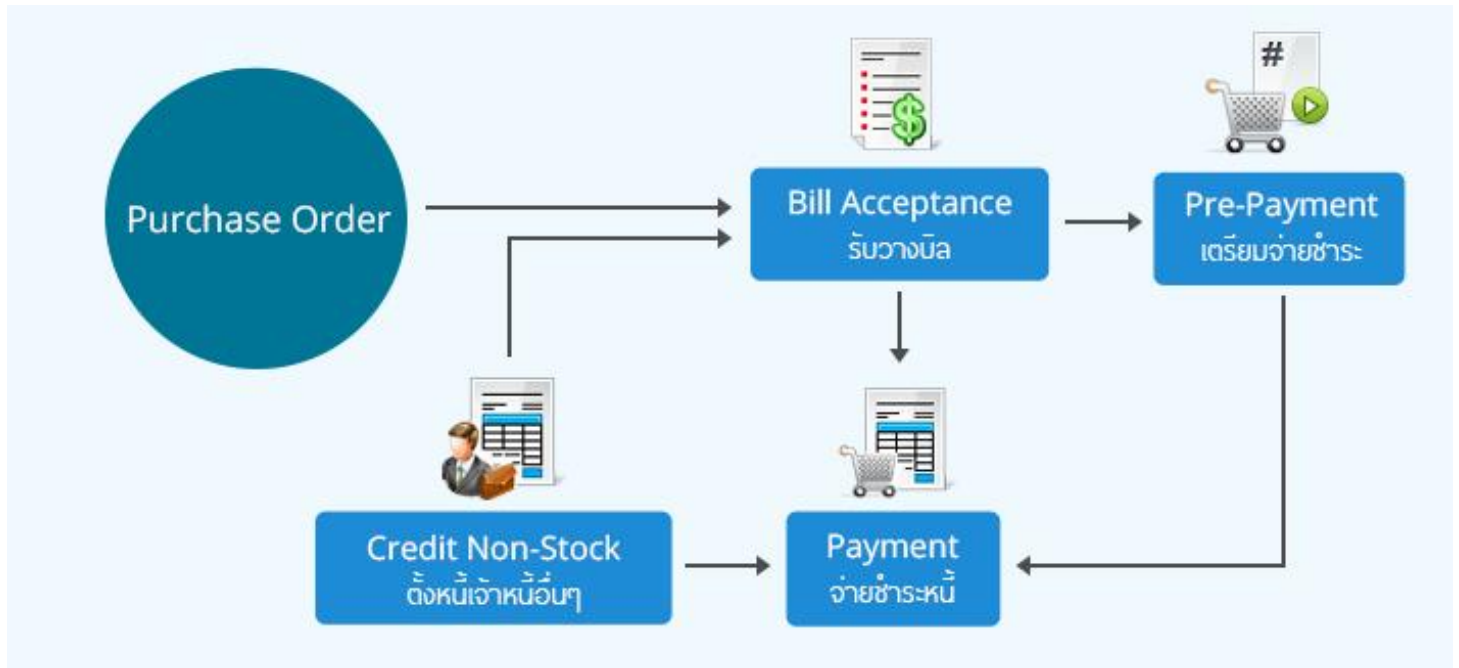 #
Purchase Order
Bill Acceptance
รับวางบิล
Pre-Payment
เตรียมจ่ายชำระ
Credit Non-Stock
ตั้งหนี้เจ้าหนี้อื่นๆ
Payment
จ่ายชำระหนี้